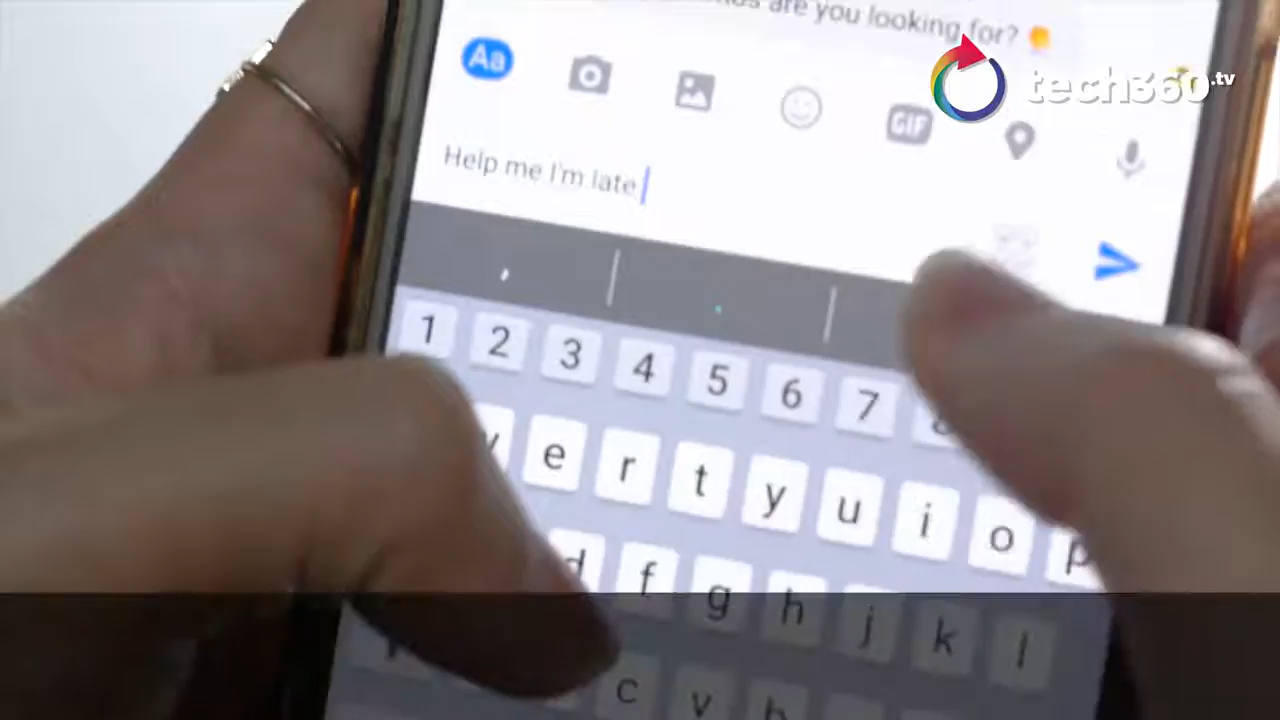 are you looking for?
tech360.tv
Aa
GIF
Help me I'm late
1 2 3 4 5 6 7
e r t y u i o p
d f g h j k l
c v b